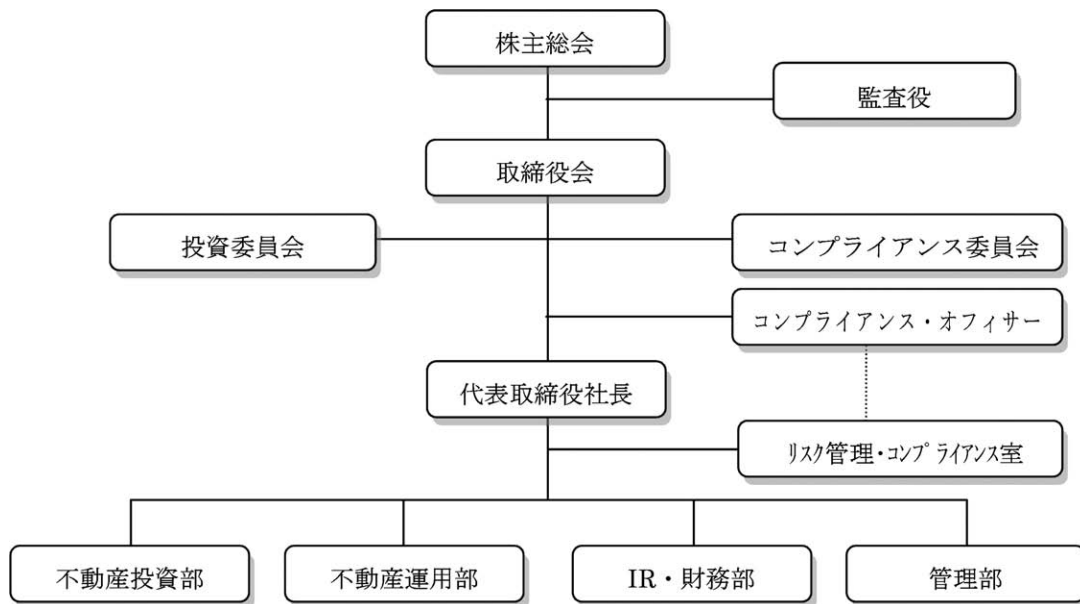 株主総会
監査役
取締役会
投資委員会
コンプライアンス委員会
コンプライアンス・オフィサー
代表取締役社長
ﾘｽｸ管理・ｺﾝﾌﾟﾗｲｱﾝｽ室
不動産投資部
不動産運用部
IR・財務部
管理部